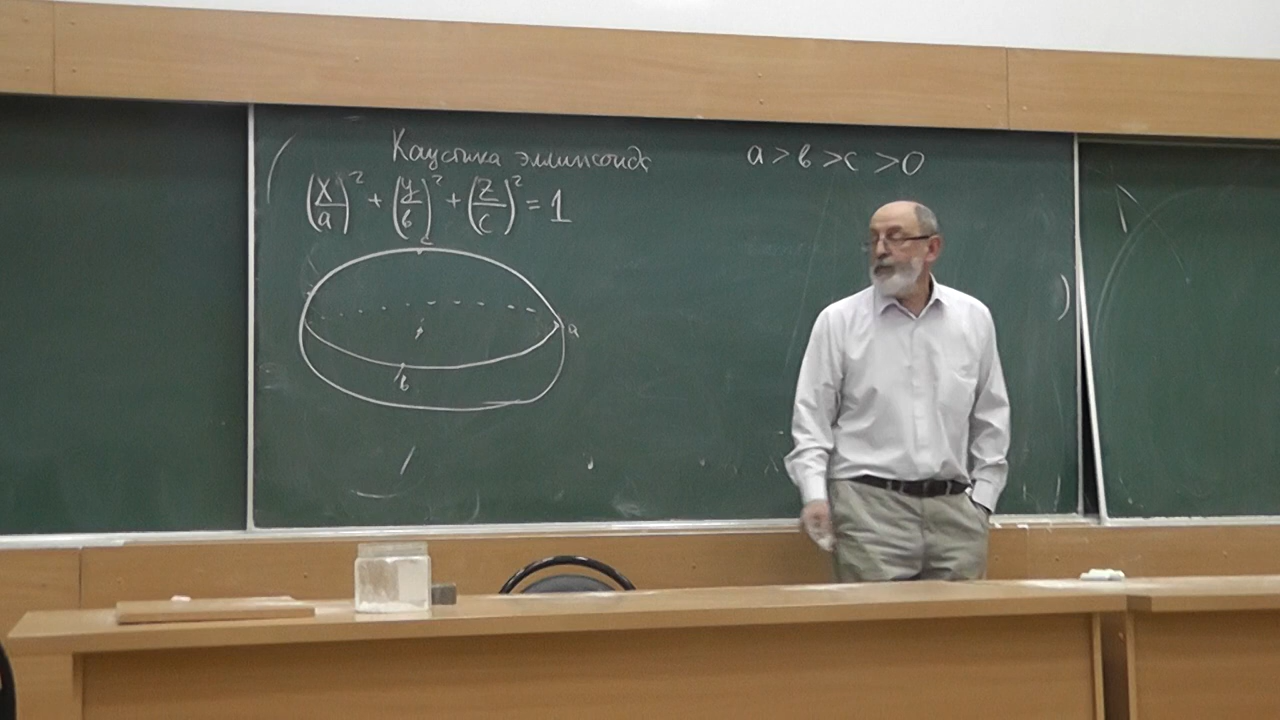 Каустика эллипсоида
a > b > c > 0
(x/a)² + (y/b)² + (z/c)² = 1
c
a
b